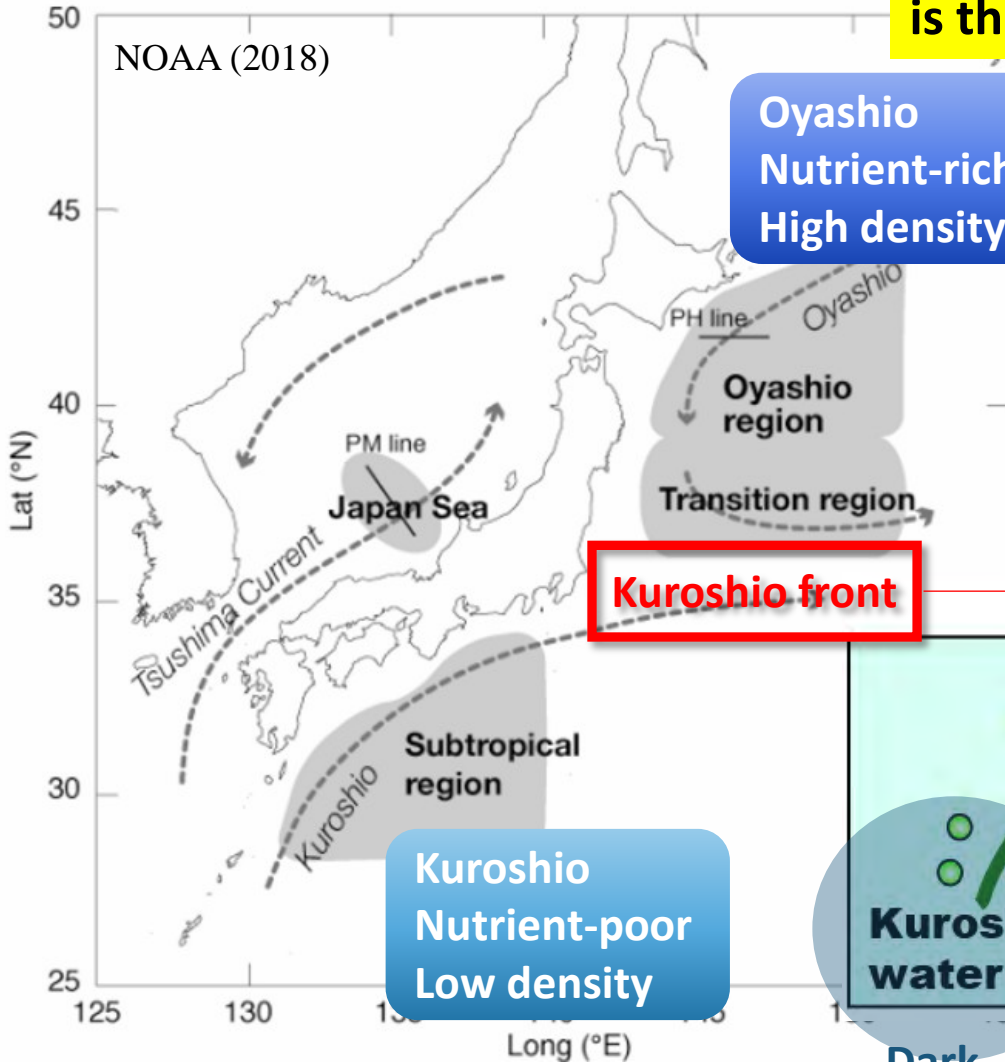 50
NOAA (2018)
is th
Oyashio
Nutrient-rich
High density
45
Oyashio
PH line
Oyashio
region
40
PM line
Japan Sea
Transition region
Lat (°N)
Tsushima Current
35
Kuroshio front
Subtropical
region
30
Kuroshio
Kuroshio
Nutrient-poor
Low density
Kuros
water
25
125
130
Long (°E)
Dark